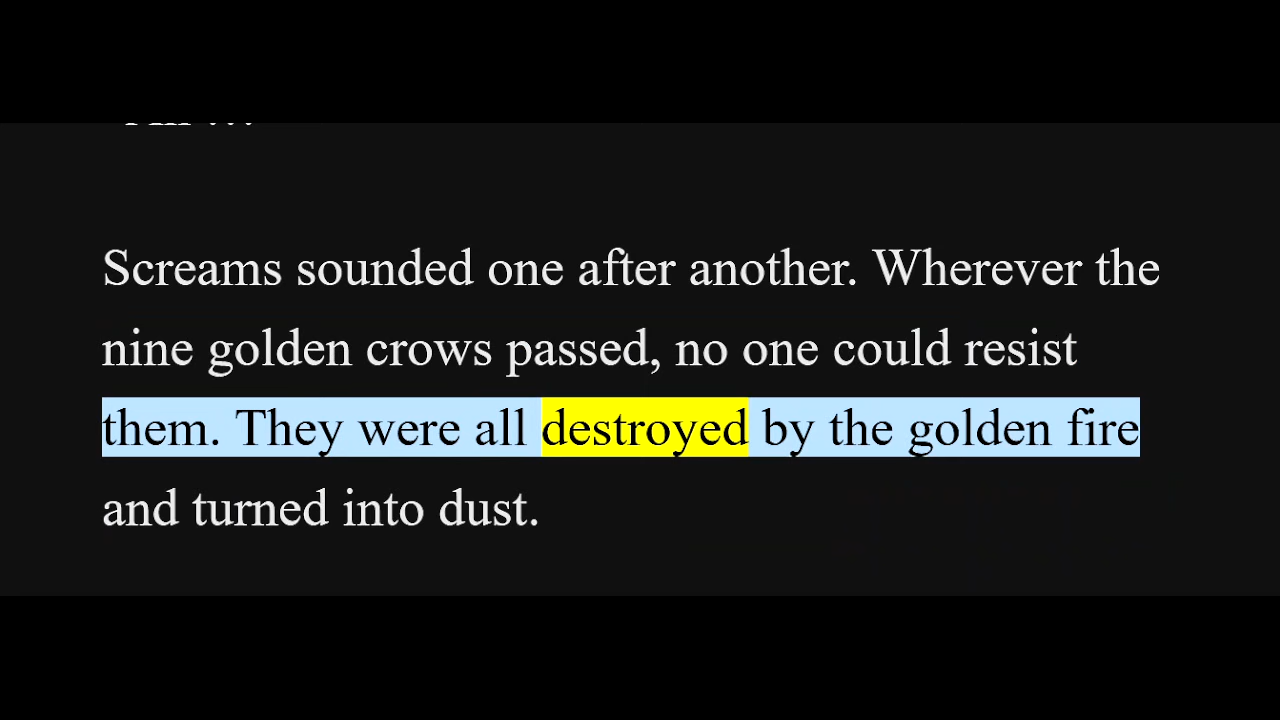 Screams sounded one after another. Wherever the
nine golden crows passed, no one could resist
them. They were all destroyed by the golden fire
and turned into dust.